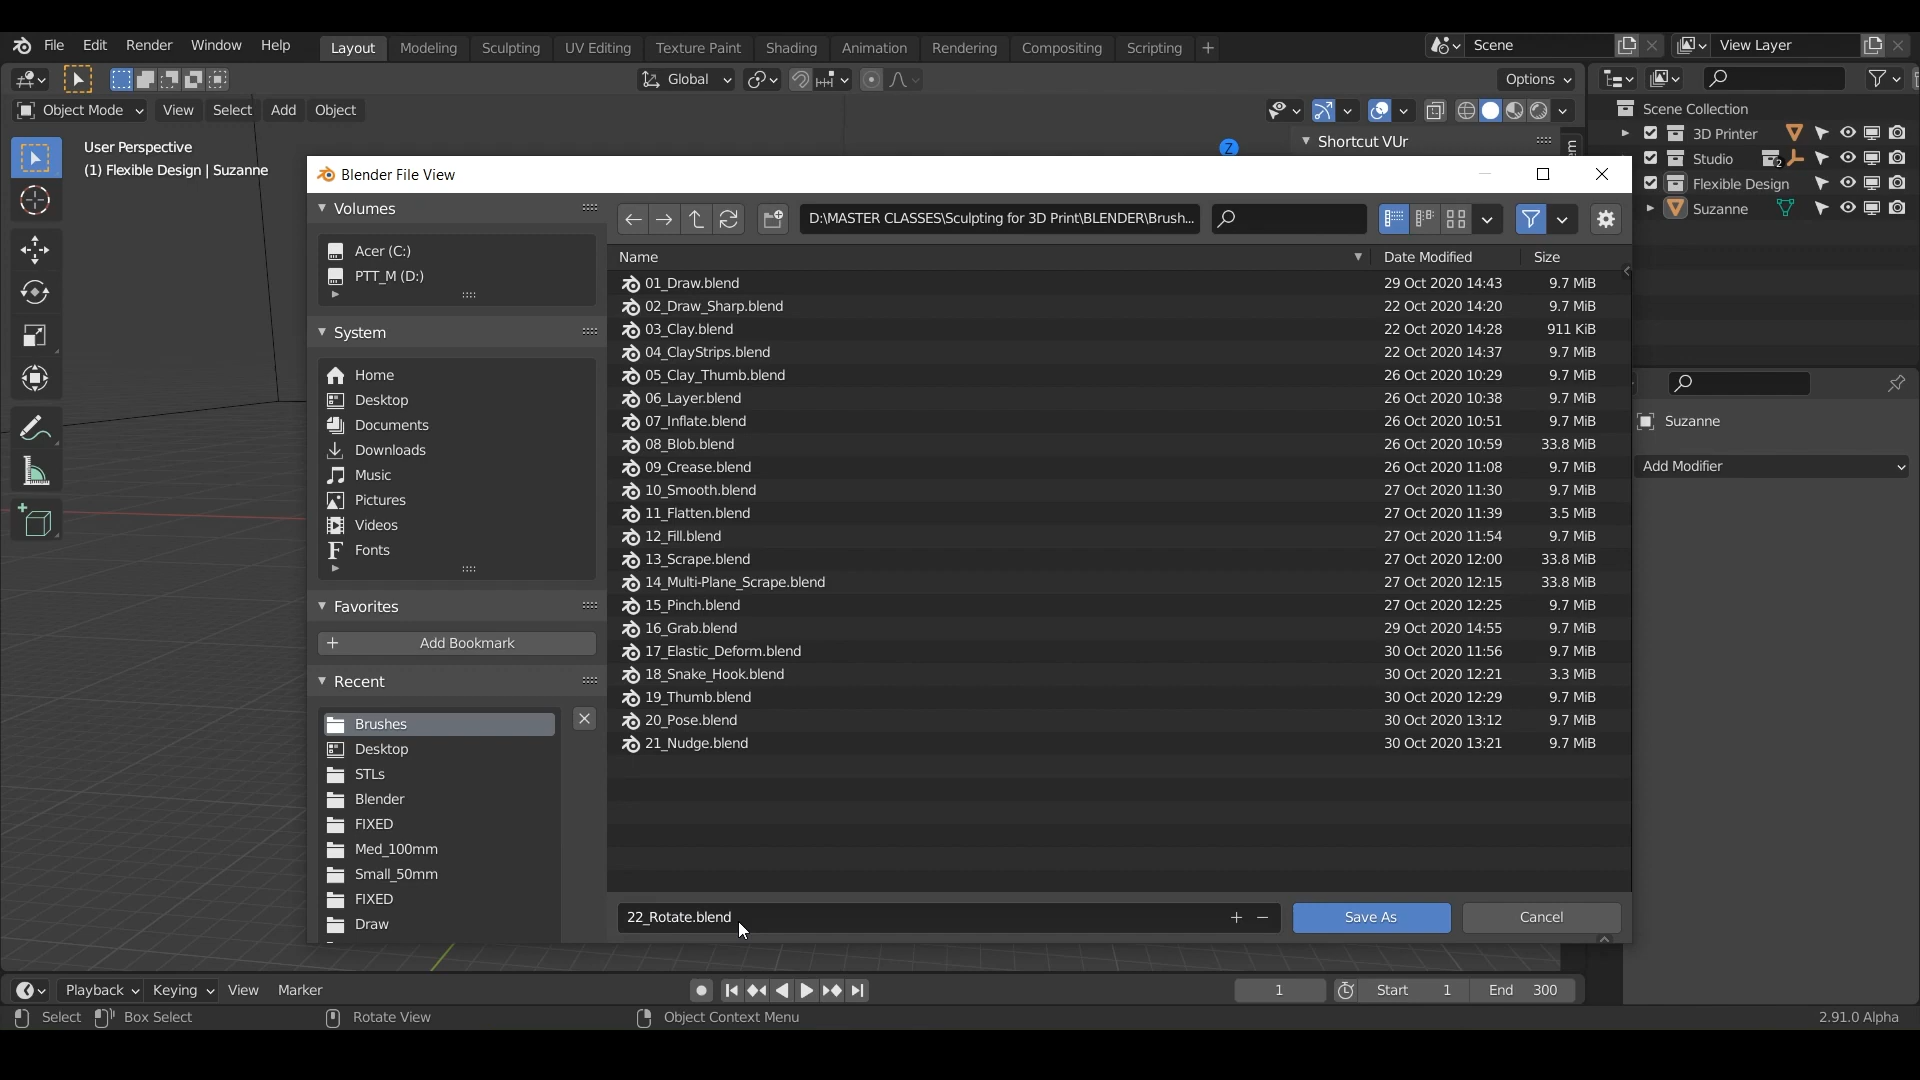 File Edit Render Window Help Layout Modeling Sculpting UV Editing Texture Paint Shading Animation Rendering Compositing Scripting + Scene View Layer
Global Options
Object Mode View Select Add Object
User Perspective
(1) Flexible Design | Suzanne
Z
Shortcut VUr
Scene Collection
3D Printer
Studio 2
Flexible Design
Suzanne
Suzanne
Add Modifier
Blender File View
Volumes
Acer (C:)
PTT_M (D:)
System
Home
Desktop
Documents
Downloads
Music
Pictures
Videos
Fonts
Favorites
Add Bookmark
Recent
Brushes
Desktop
STLs
Blender
FIXED
Med_100mm
Small_50mm
FIXED
Draw
D:\MASTER CLASSES\Sculpting for 3D Print\BLENDER\Brush...
Name Date Modified Size
01_Draw.blend 29 Oct 2020 14:43 9.7 MiB
02_Draw_Sharp.blend 22 Oct 2020 14:20 9.7 MiB
03_Clay.blend 22 Oct 2020 14:28 911 KiB
04_ClayStrips.blend 22 Oct 2020 14:37 9.7 MiB
05_Clay_Thumb.blend 26 Oct 2020 10:29 9.7 MiB
06_Layer.blend 26 Oct 2020 10:38 9.7 MiB
07_Inflate.blend 26 Oct 2020 10:51 9.7 MiB
08_Blob.blend 26 Oct 2020 10:59 33.8 MiB
09_Crease.blend 26 Oct 2020 11:08 9.7 MiB
10_Smooth.blend 27 Oct 2020 11:30 9.7 MiB
11_Flatten.blend 27 Oct 2020 11:39 3.5 MiB
12_Fill.blend 27 Oct 2020 11:54 9.7 MiB
13_Scrape.blend 27 Oct 2020 12:00 33.8 MiB
14_Multi-Plane_Scrape.blend 27 Oct 2020 12:15 33.8 MiB
15_Pinch.blend 27 Oct 2020 12:25 9.7 MiB
16_Grab.blend 29 Oct 2020 14:55 9.7 MiB
17_Elastic_Deform.blend 30 Oct 2020 11:56 9.7 MiB
18_Snake_Hook.blend 30 Oct 2020 12:21 3.3 MiB
19_Thumb.blend 30 Oct 2020 12:29 9.7 MiB
20_Pose.blend 30 Oct 2020 13:12 9.7 MiB
21_Nudge.blend 30 Oct 2020 13:21 9.7 MiB
22_Rotate.blend + − Save As Cancel
Playback Keying View Marker 1 Start 1 End 300
Select Box Select Rotate View Object Context Menu 2.91.0 Alpha